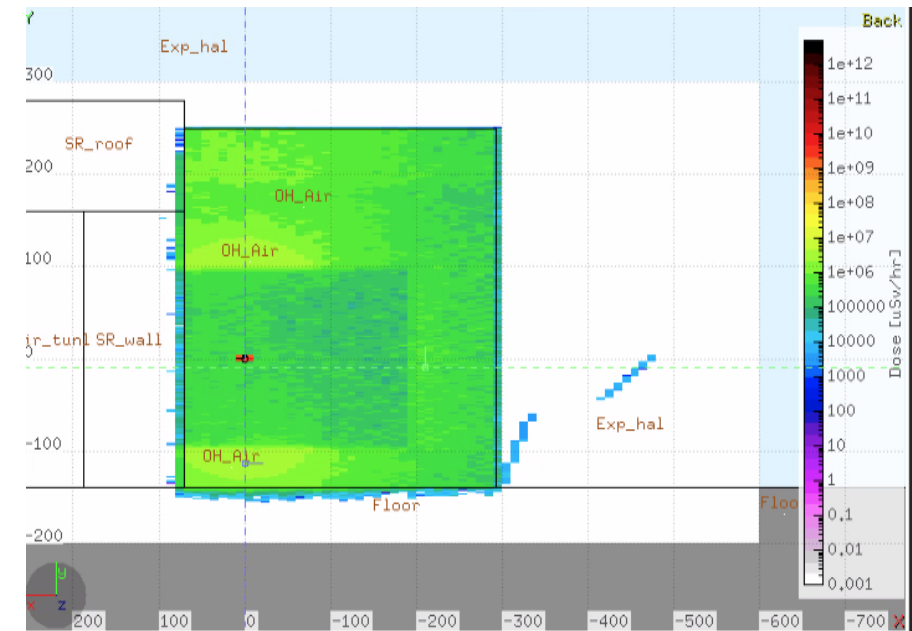 Y
Back
Exp_hal
300
SR_roof
200
OH_Air
OH_Air
100
ir_tunl SR_wall
0
-100
OH_Air
Exp_hal
Floor
Floo
-200
y
x z
200 100 0 -100 -200 -300 -400 -500 -600 -700 X
1e+12
1e+11
1e+10
1e+09
1e+08
1e+07
1e+06
100000
10000
1000
100
10
1
0.1
0.01
0.001
Dose [uSv/hr]